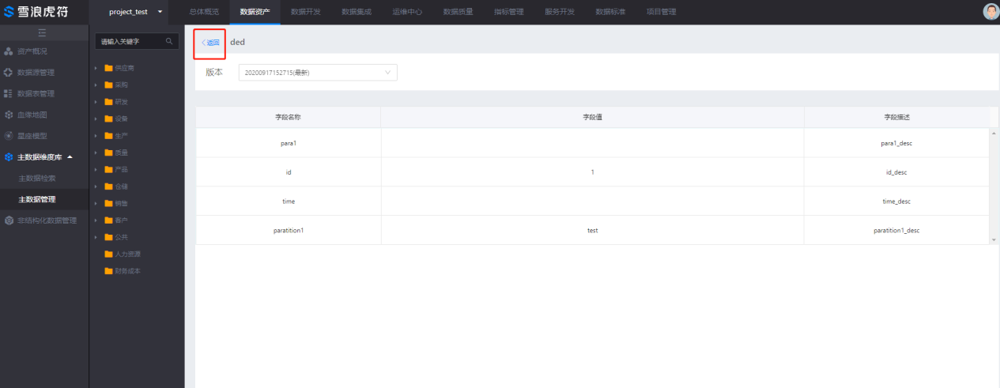 雪浪虎符
project_test
总体概览 数据资产 数据开发 数据集成 运维中心 数据质量 指标管理 服务开发 数据标准 项目管理
资产概况
数据源管理
数据表管理
血缘地图
星座模型
主数据维度库
主数据检索
主数据管理
非结构化数据管理
请输入关键字
供应商
采购
研发
设备
生产
质量
产品
仓储
销售
客户
公共
人力资源
财务成本
返回 ded
版本 20200917152715(最新)
字段名称 字段值 字段描述
para1 para1_desc
id 1 id_desc
time time_desc
paratition1 test paratition1_desc